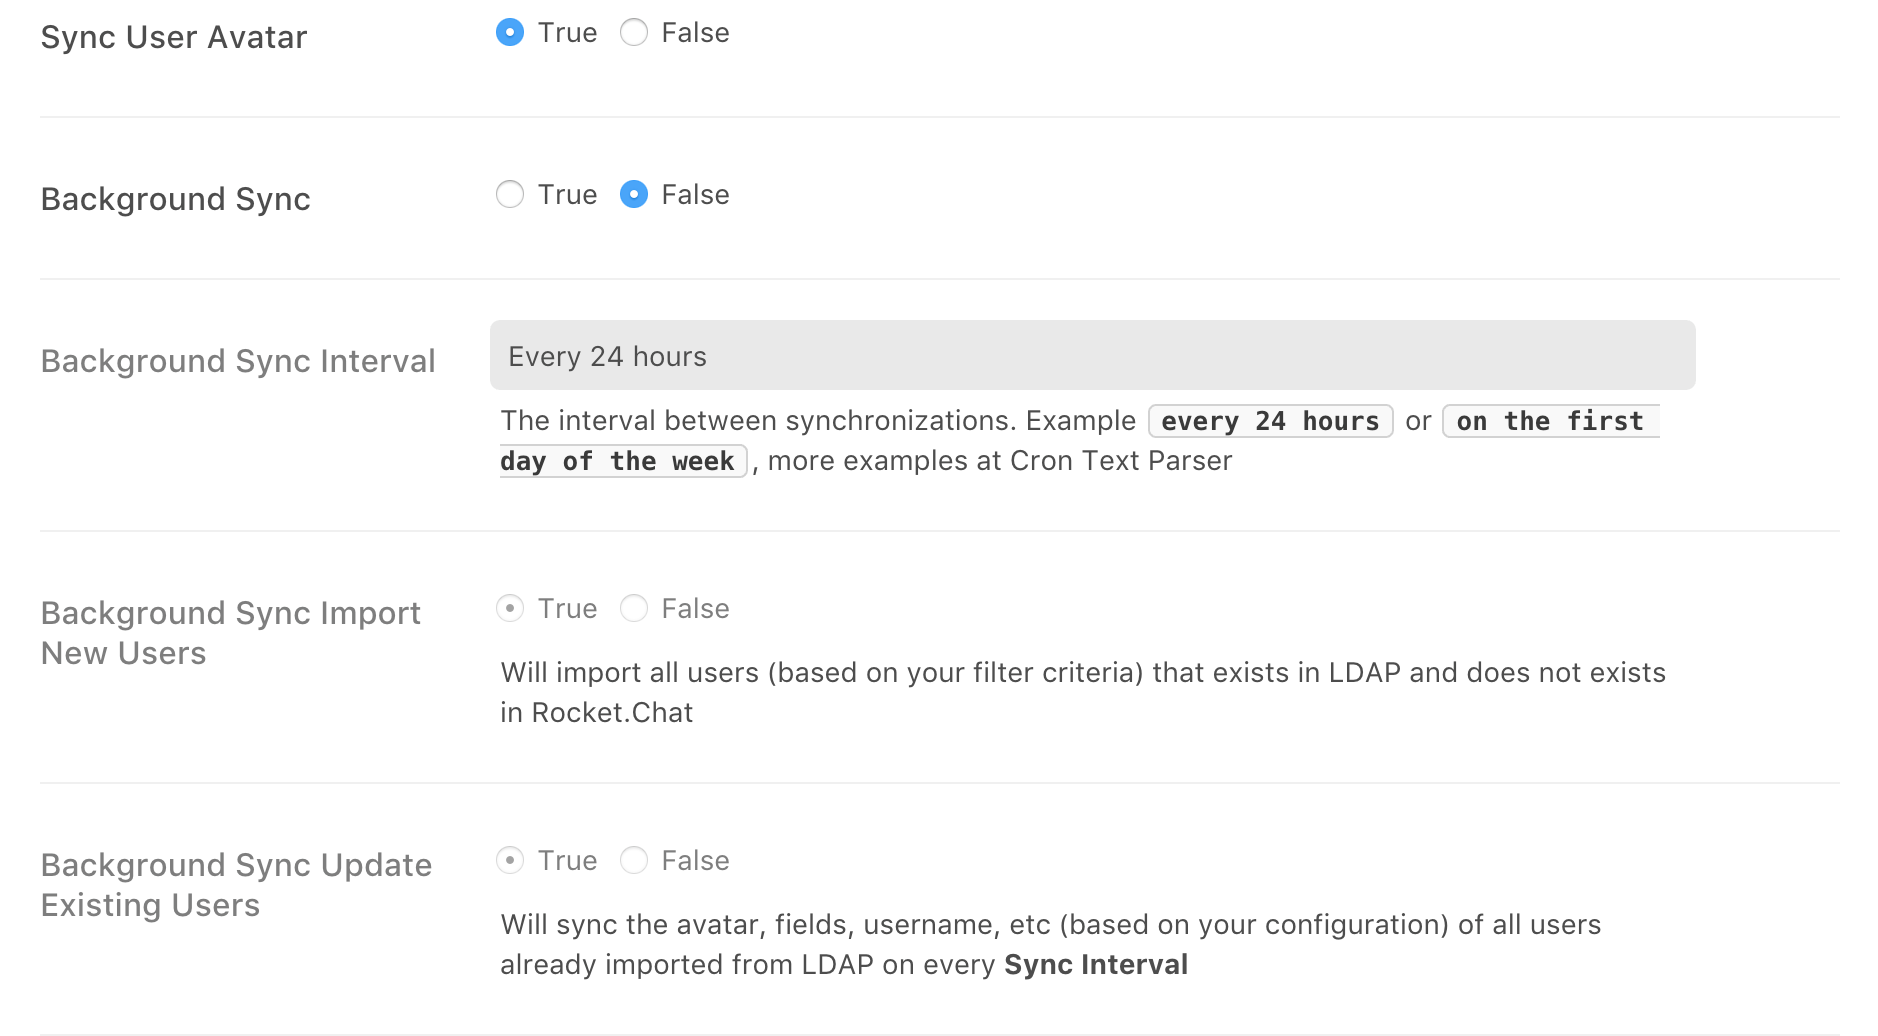 Sync User Avatar
True False
Background Sync
True False
Background Sync Interval
Every 24 hours
The interval between synchronizations. Example every 24 hours or on the first
day of the week , more examples at Cron Text Parser
Background Sync Import
New Users
True False
Will import all users (based on your filter criteria) that exists in LDAP and does not exists
in Rocket.Chat
Background Sync Update
Existing Users
True False
Will sync the avatar, fields, username, etc (based on your configuration) of all users
already imported from LDAP on every Sync Interval